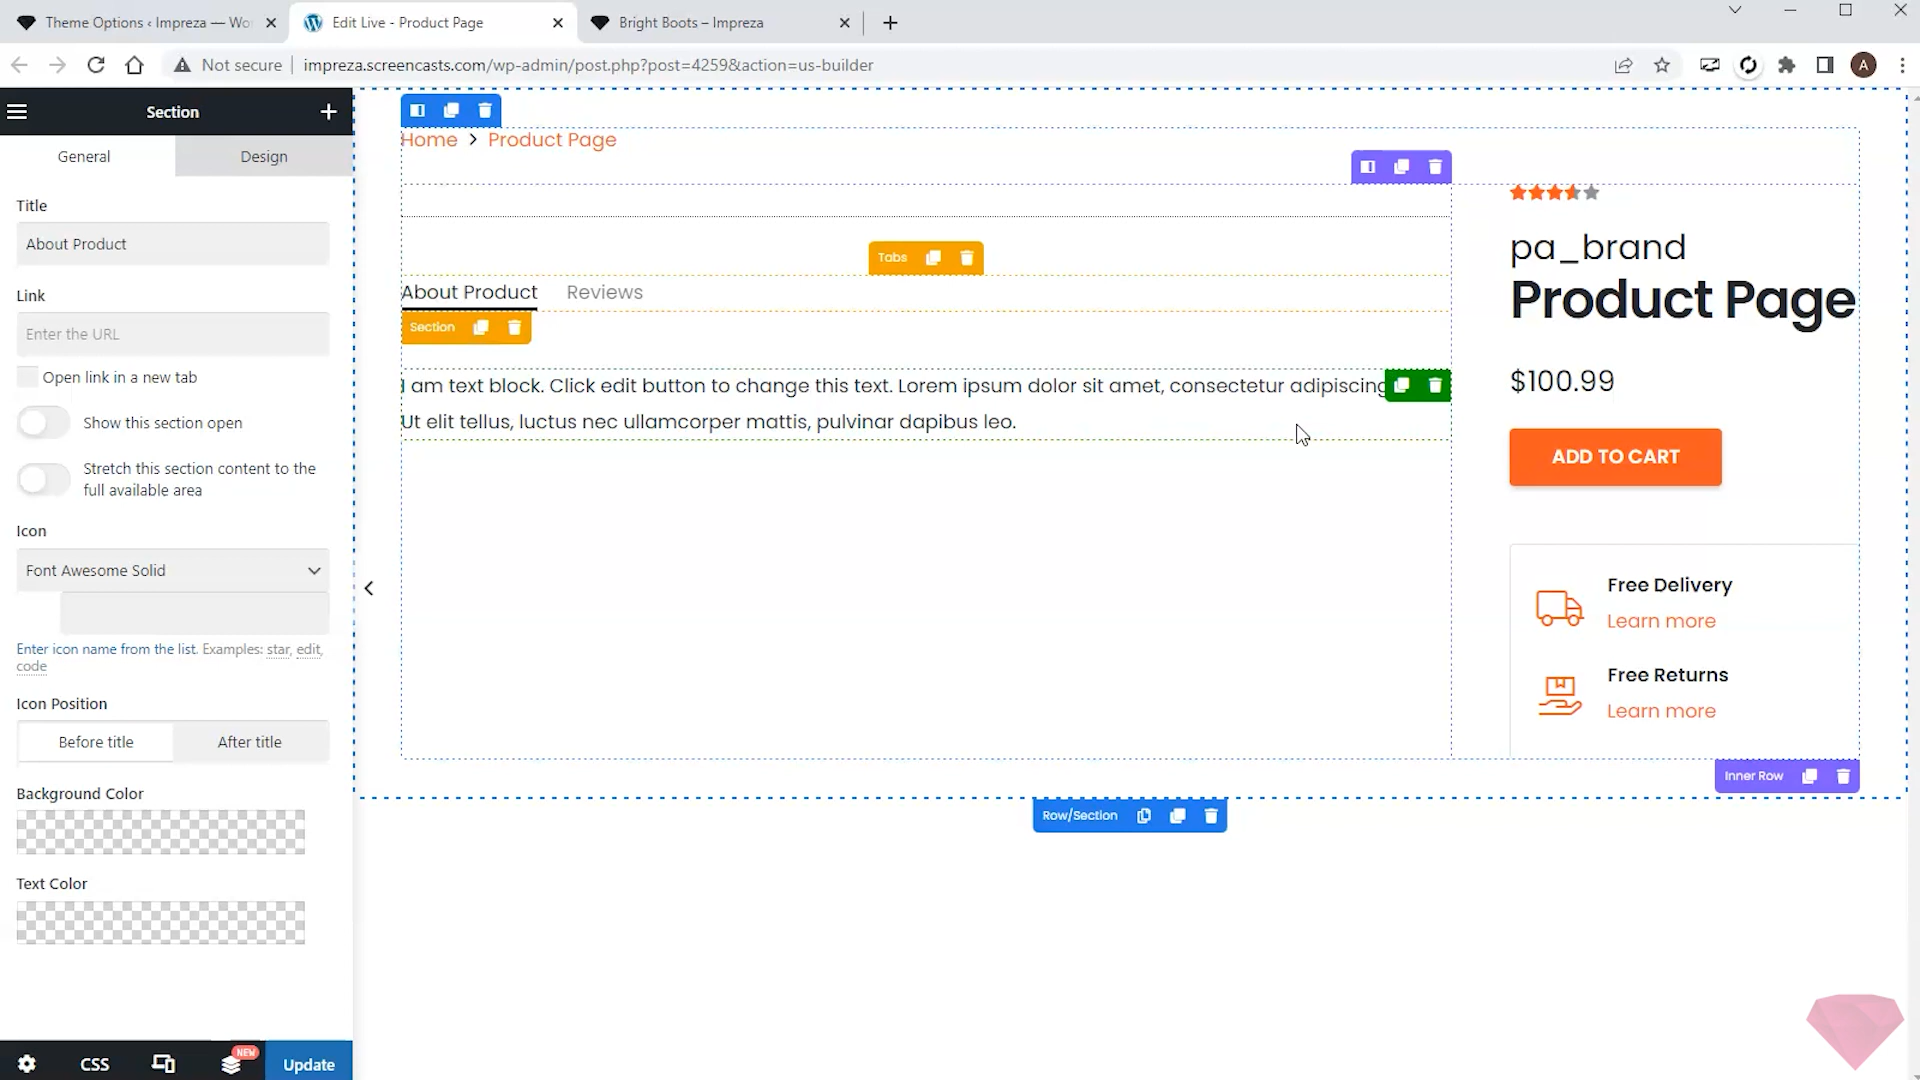 Theme Options ‹ Impreza — Wo
Edit Live - Product Page
Bright Boots – Impreza
Not secure
impreza.screencasts.com/wp-admin/post.php?post=4259&action=us-builder
A
Section
General
Design
Title
About Product
Link
Enter the URL
Open link in a new tab
Show this section open
Stretch this section content to the
full available area
Icon
Font Awesome Solid
Enter icon name from the list. Examples: star, edit,
code
Icon Position
Before title
After title
Background Color
Text Color
NEW
CSS
Update
Home
Product Page
Tabs
About Product
Reviews
Section
I am text block. Click edit button to change this text. Lorem ipsum dolor sit amet, consectetur adipiscing
Ut elit tellus, luctus nec ullamcorper mattis, pulvinar dapibus leo.
pa_brand
Product Page
$100.99
ADD TO CART
Free Delivery
Learn more
Free Returns
Learn more
Inner Row
Row/Section